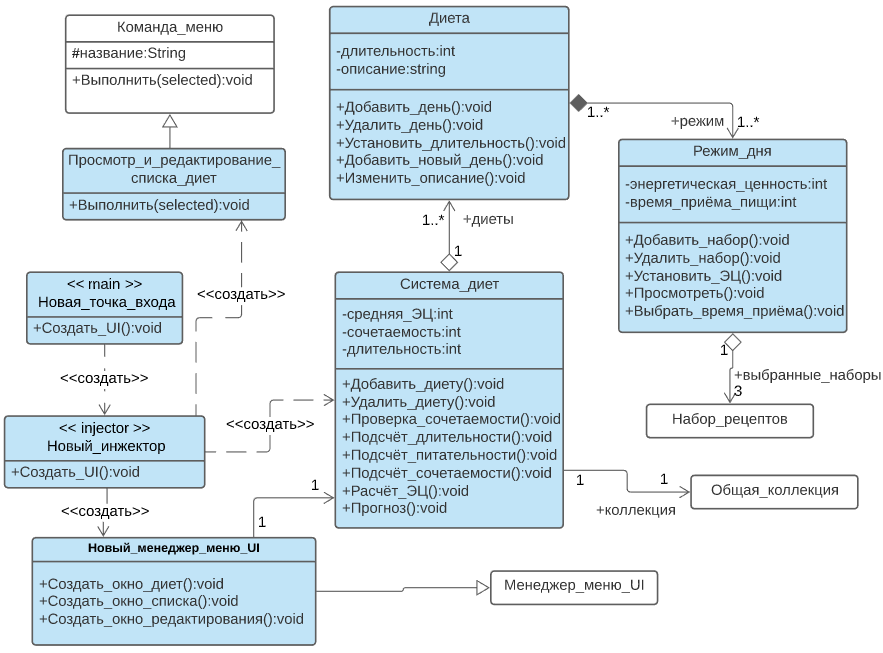 Команда_меню
#название:String
+Выполнить(selected):void
Просмотр_и_редактирование_
списка_диет
+Выполнить(selected):void
<< main >>
Новая_точка_входа
+Создать_UI():void
<<создать>>
<<создать>>
<< injector >>
Новый_инжектор
+Создать_UI():void
<<создать>>
<<создать>>
Новый_менеджер_меню_UI
+Создать_окно_диет():void
+Создать_окно_списка():void
+Создать_окно_редактирования():void
Диета
-длительность:int
-описание:string
+Добавить_день():void
+Удалить_день():void
+Установить_длительность():void
+Добавить_новый_день():void
+Изменить_описание():void
1..*
+диеты
1
Система_диет
-средняя_ЭЦ:int
-сочетаемость:int
-длительность:int
+Добавить_диету():void
+Удалить_диету():void
+Проверка_сочетаемости():void
+Подсчёт_длительности():void
+Подсчёт_питательности():void
+Подсчёт_сочетаемости():void
+Расчёт_ЭЦ():void
+Прогноз():void
1
1
1..*
+режим
1..*
Режим_дня
-энергетическая_ценность:int
-время_приёма_пищи:int
+Добавить_набор():void
+Удалить_набор():void
+Установить_ЭЦ():void
+Просмотреть():void
+Выбрать_время_приёма():void
1
+выбранные_наборы
3
Набор_рецептов
1
1
+коллекция
Общая_коллекция
Менеджер_меню_UI